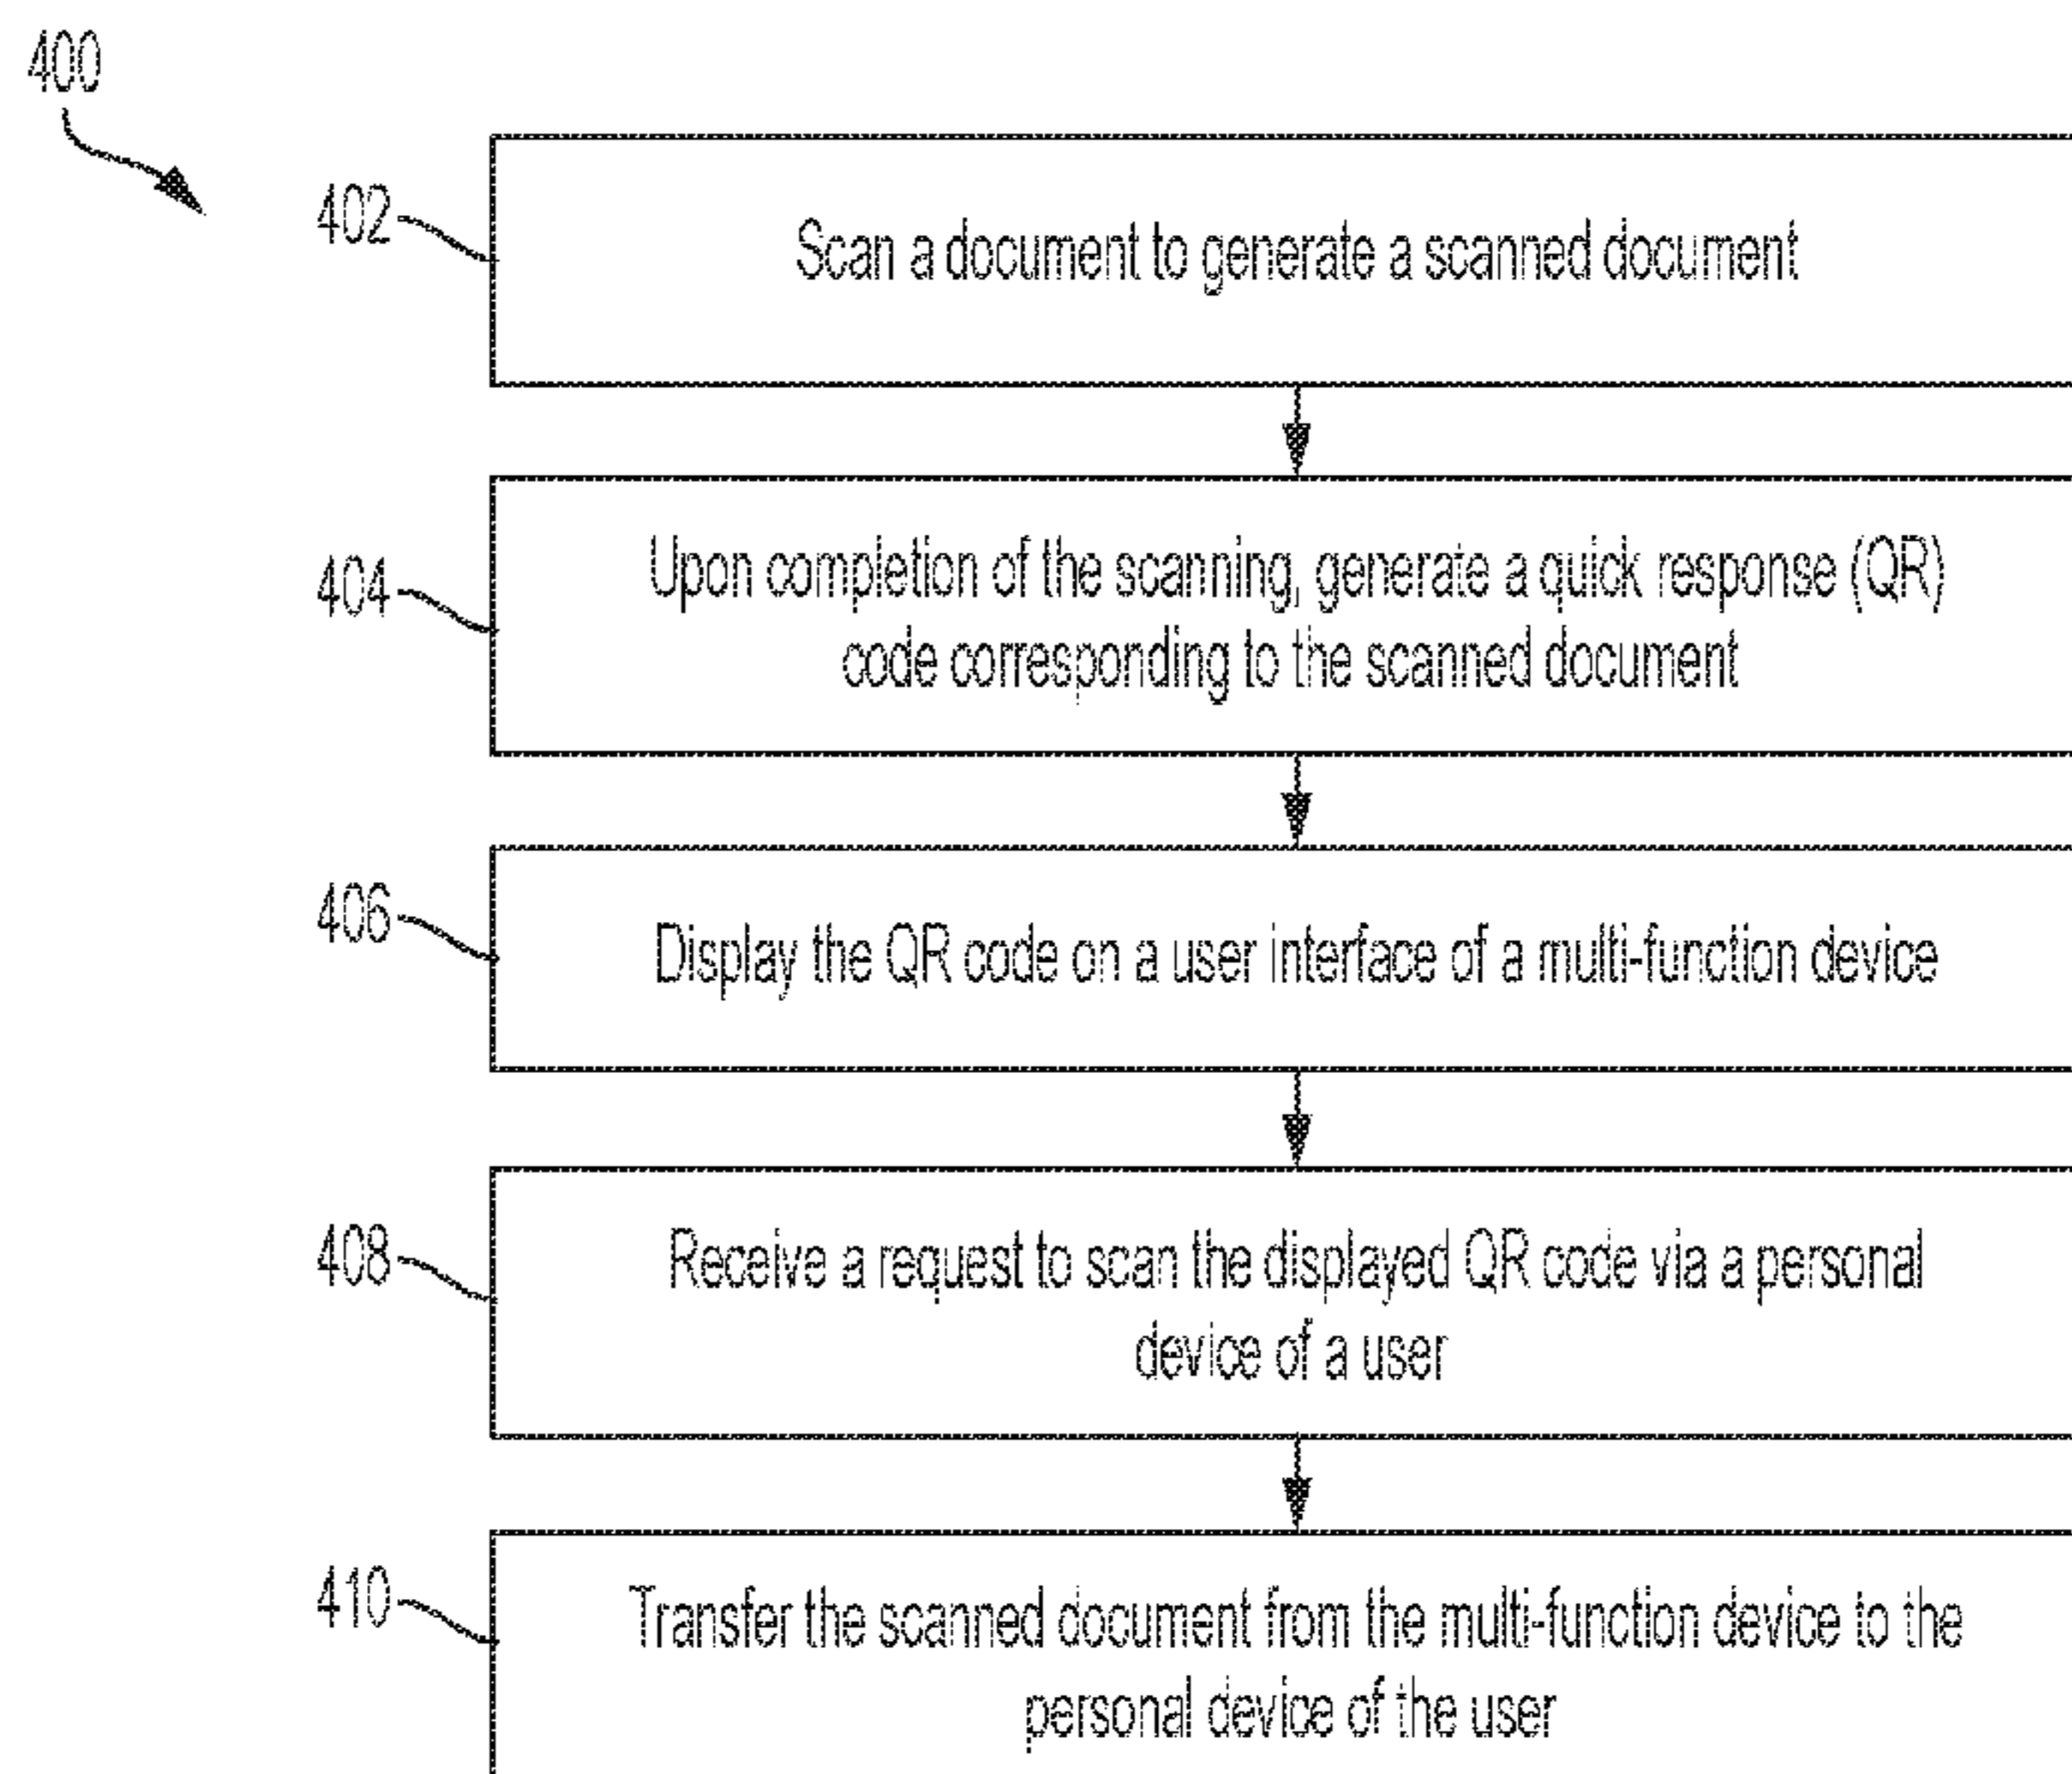 400
402
Scan a document to generate a scanned document
404
Upon completion of the scanning, generate a quick response (QR)
code corresponding to the scanned document
406
Display the QR code on a user interface of a multi-function device
408
Receive a request to scan the displayed QR code via a personal
device of a user
410
Transfer the scanned document from the multi-function device to the
personal device of the user